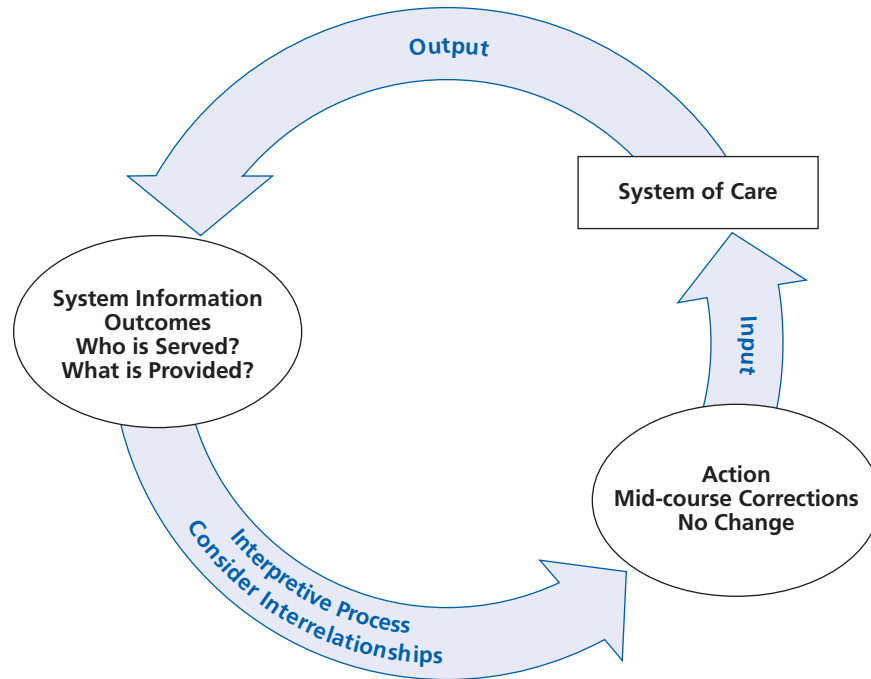 Output
System of Care
System Information
Outcomes
Who is Served?
What is Provided?
Input
Action
Mid-course Corrections
No Change
Interpretive Process
Consider Interrelationships